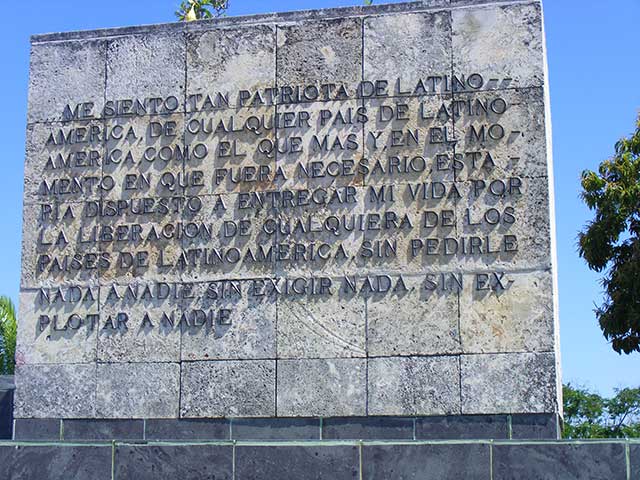 ME SIENTO TAN PATRIOTA DE LATINO--
AMERICA, DE CUALQUIER PAIS DE LATINO
AMERICA, COMO EL QUE MAS Y, EN EL MO-
MENTO EN QUE FUERA NECESARIO ESTA-
RIA DISPUESTO A ENTREGAR MI VIDA POR
LA LIBERACION DE CUALQUIERA DE LOS
PAISES DE LATINOAMERICA, SIN PEDIRLE
NADA A NADIE, SIN EXIGIR NADA, SIN EX-
PLOTAR A NADIE